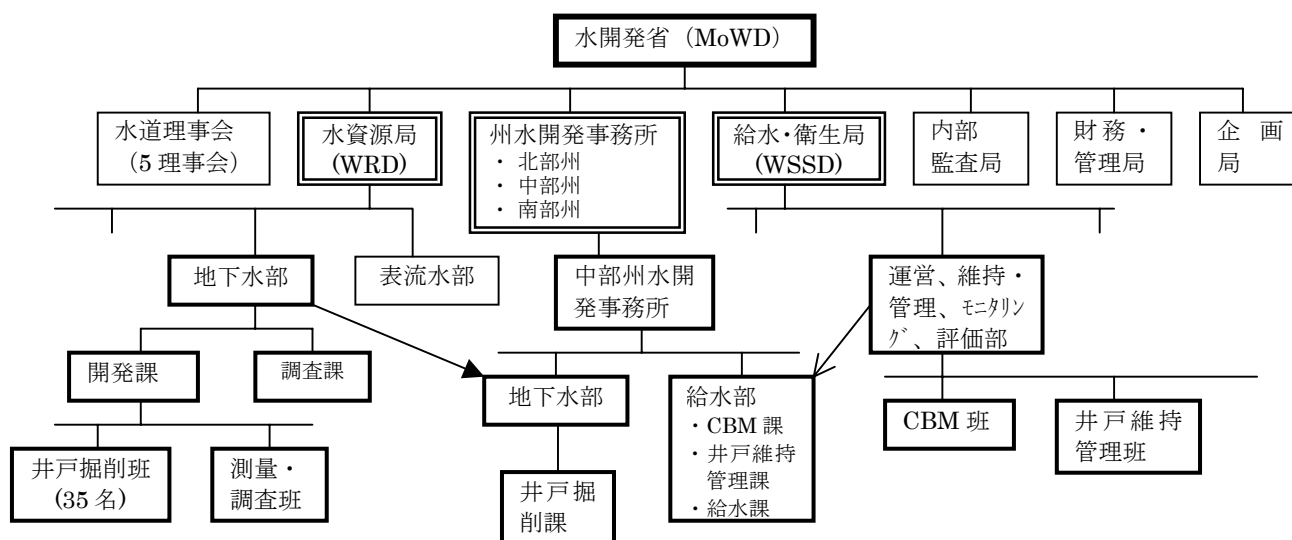 水開発省（MoWD）
水道理事会
（5 理事会）
水資源局
(WRD)
州水開発事務所
・ 北部州
・ 中部州
・ 南部州
給水・衛生局
(WSSD)
内部
監査局
財務・
管理局
企画
局
地下水部
表流水部
中部州水開
発事務所
運営、維持・
管理、ﾓﾆﾀﾘﾝ
ｸﾞ、評価部
開発課
調査課
地下水部
給水部
・CBM 課
・井戸維持
管理課
・給水課
CBM 班
井戸維持
管理班
井戸掘削班
(35 名)
測量・
調査班
井戸掘
削課